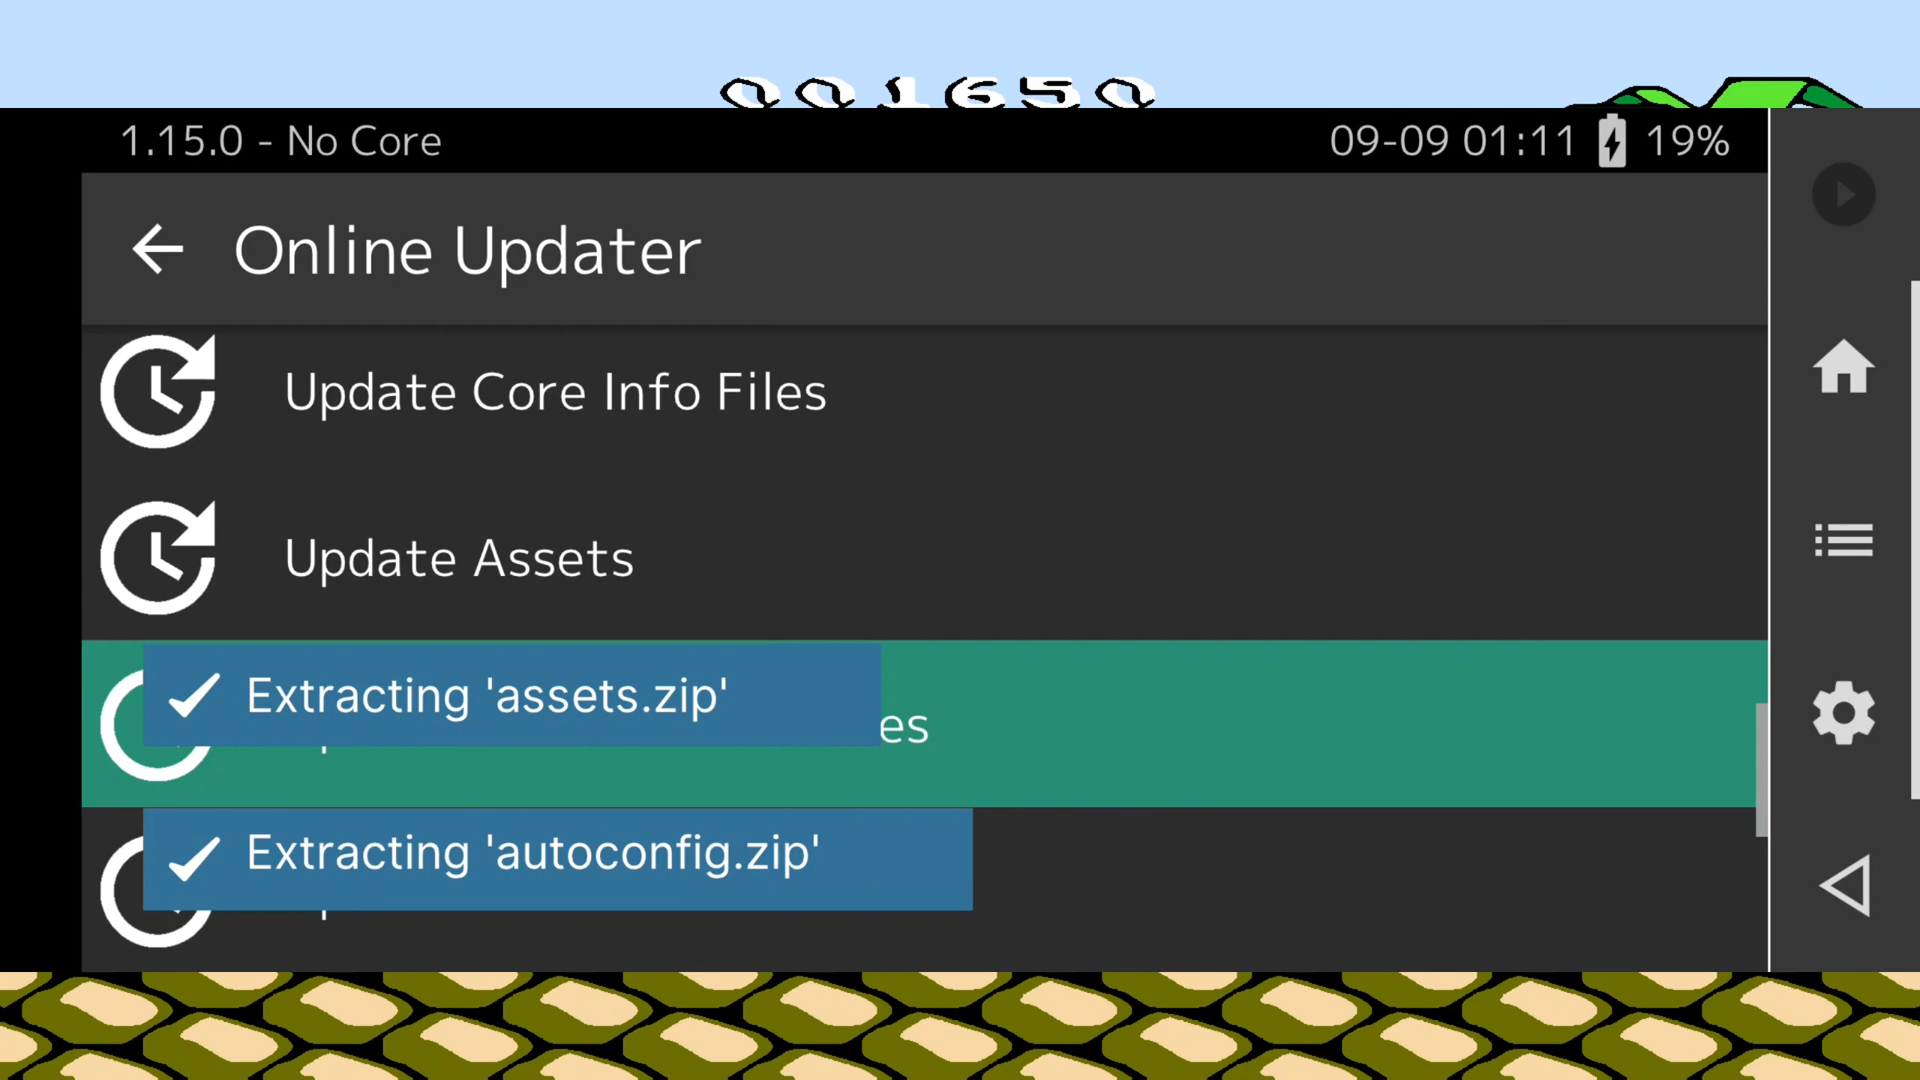 001650
1.15.0 - No Core
09-09 01:11 19%
Online Updater
Update Core Info Files
Update Assets
Extracting 'assets.zip'
es
Extracting 'autoconfig.zip'